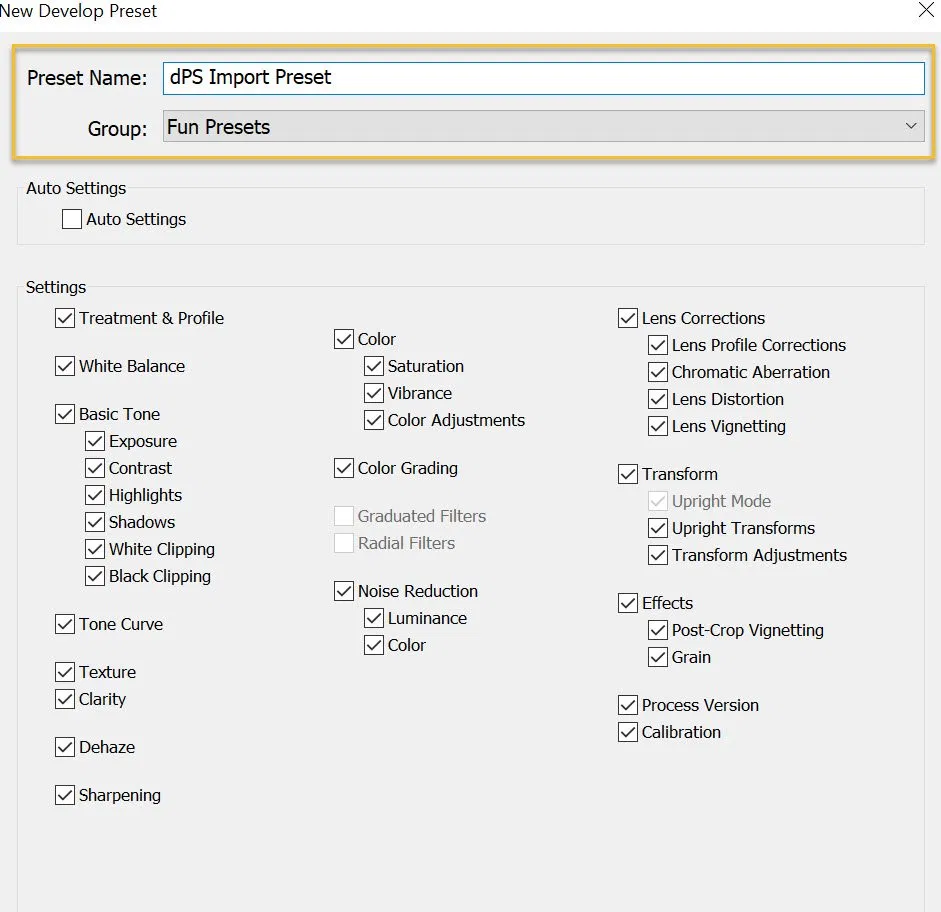 New Develop Preset
Preset Name: dPS Import Preset
Group: Fun Presets
Auto Settings
Auto Settings
Settings
Treatment & Profile
White Balance
Basic Tone
Exposure
Contrast
Highlights
Shadows
White Clipping
Black Clipping
Tone Curve
Texture
Clarity
Dehaze
Sharpening
Color
Saturation
Vibrance
Color Adjustments
Color Grading
Graduated Filters
Radial Filters
Noise Reduction
Luminance
Color
Lens Corrections
Lens Profile Corrections
Chromatic Aberration
Lens Distortion
Lens Vignetting
Transform
Upright Mode
Upright Transforms
Transform Adjustments
Effects
Post-Crop Vignetting
Grain
Process Version
Calibration